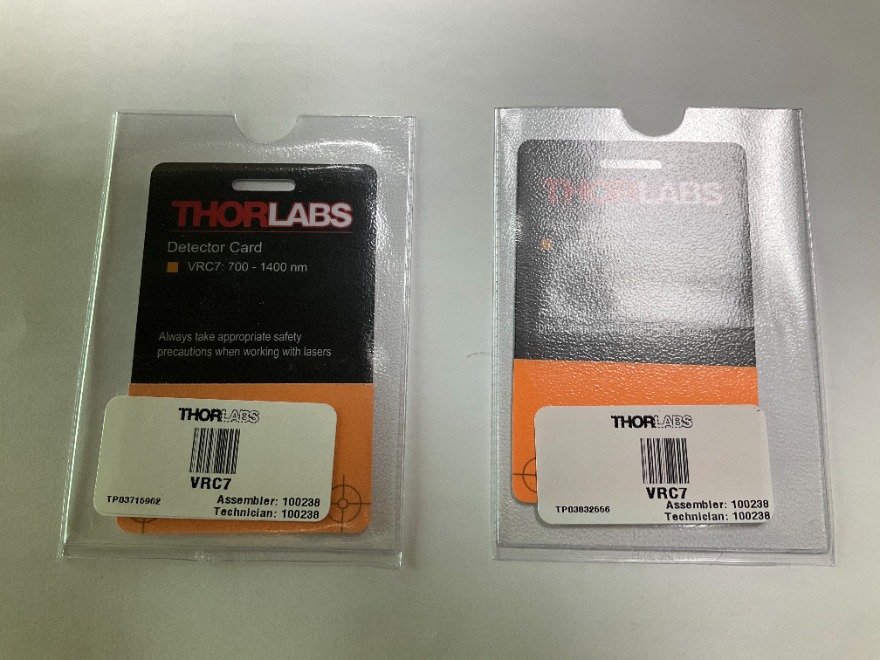 THORLABS
Detector Card
VRC7: 700 - 1400 nm
Always take appropriate safety
precautions when working with lasers
THORLABS
VRC7
TP03715962
Assembler: 100238
Technician: 100238
THORLABS
THORLABS
VRC7
TP03832556
Assembler: 100238
Technician: 100238